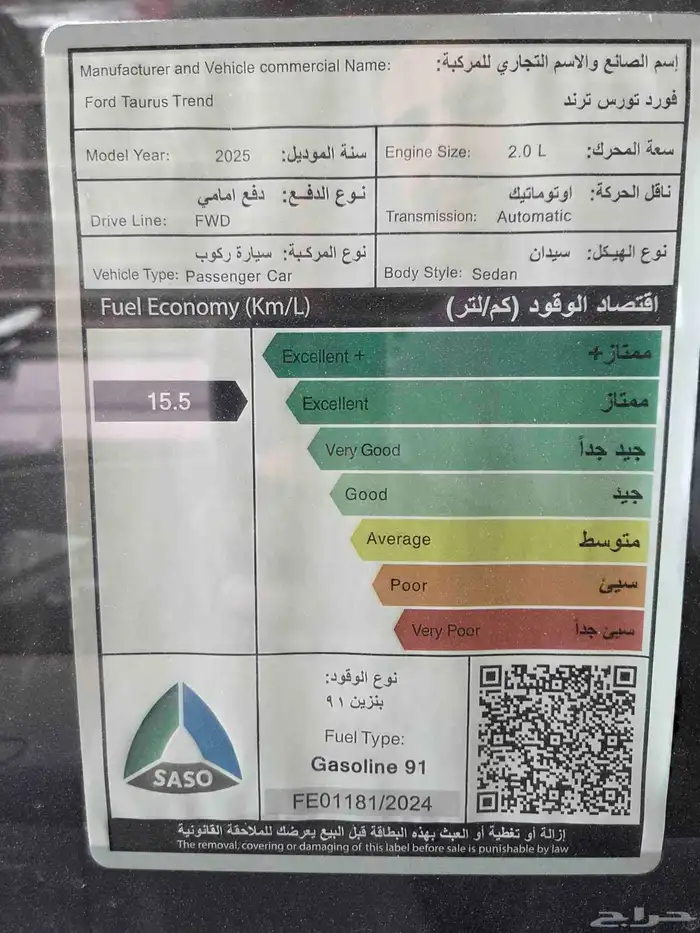 Manufacturer and Vehicle commercial Name: إسم الصانع والاسم التجاري للمركبة:
Ford Taurus Trend فورد تورس ترند
Model Year: 2025 سنة الموديل:
Engine Size: 2.0 L سعة المحرك:
نوع الدفـع: دفع امامي
Drive Line: FWD
ناقل الحركة: اوتوماتيك
Transmission: Automatic
نوع المركبة: سيارة ركوب
Vehicle Type: Passenger Car
نوع الهيكل: سيدان
Body Style: Sedan
Fuel Economy (Km/L) اقتصاد الوقود (كم/لتر)
Excellent + ممتاز+
15.5
Excellent ممتاز
Very Good جيد جداً
Good جيد
Average متوسط
Poor سيئ
Very Poor سيئ جداً
SASO
نوع الوقود:
بنزين ٩١
Fuel Type:
Gasoline 91
FE01181/2024
إزالة أو تغطية أو العبث بهذه البطاقة قبل البيع يعرضك للملاحقة القانونية
The removal, covering or damaging of this label before sale is punishable by law
حراج